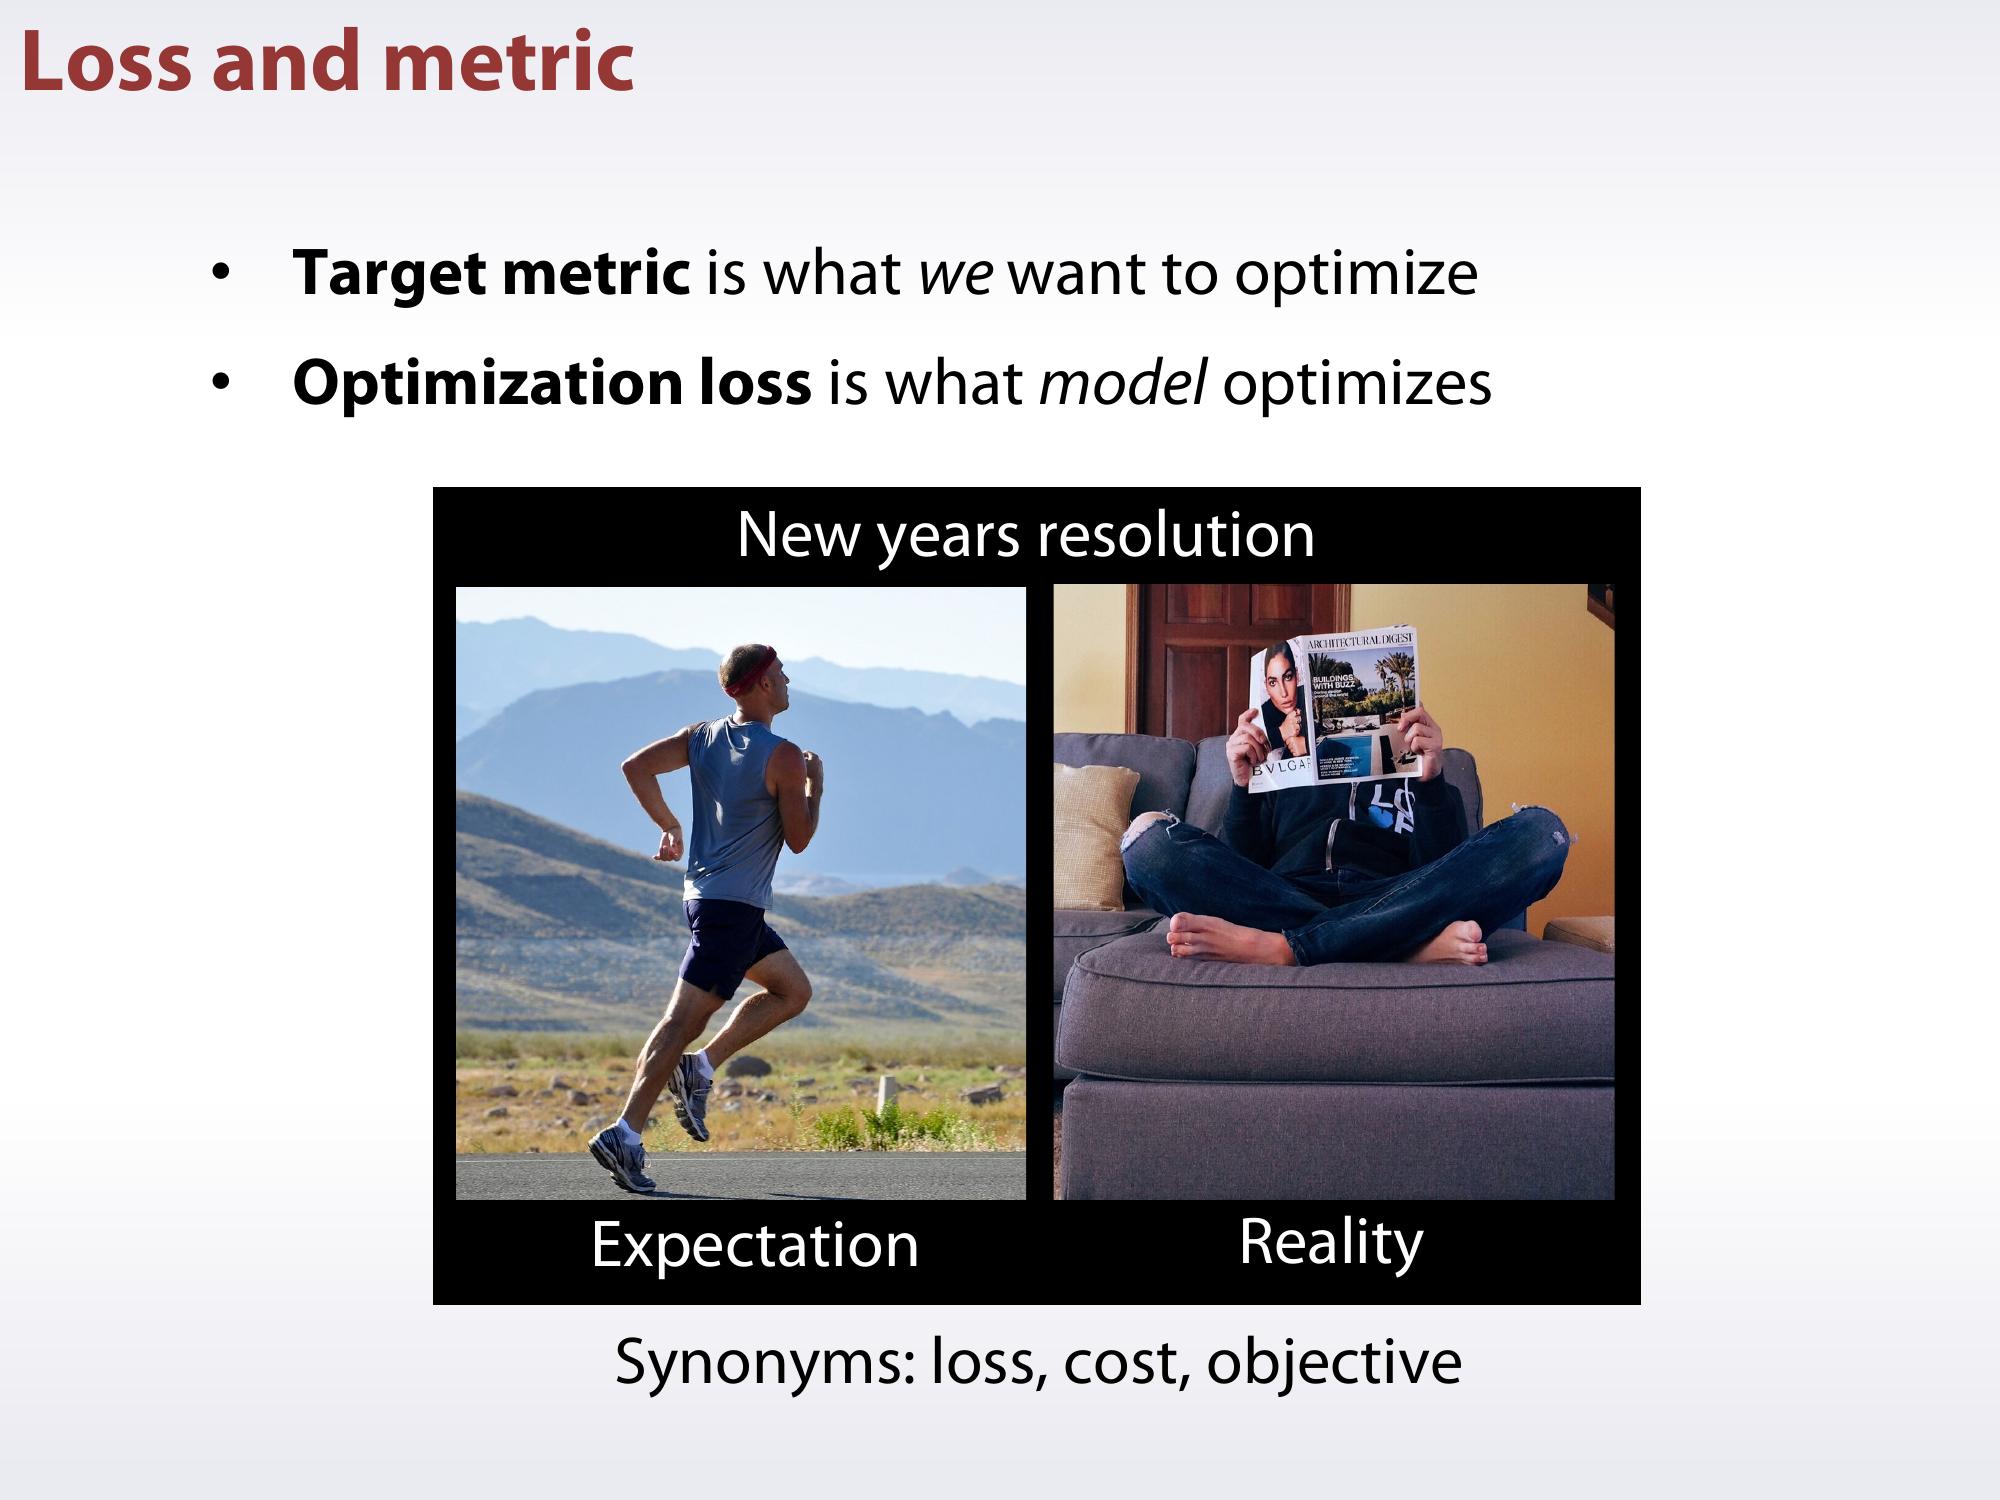 Loss and metric
• Target metric is what we want to optimize
• Optimization loss is what model optimizes
New years resolution
ARCHITECTURAL DIGEST
BUILDINGS
WITH BUZZ
BVLGAR
LO
Expectation
Reality
Synonyms: loss, cost, objective